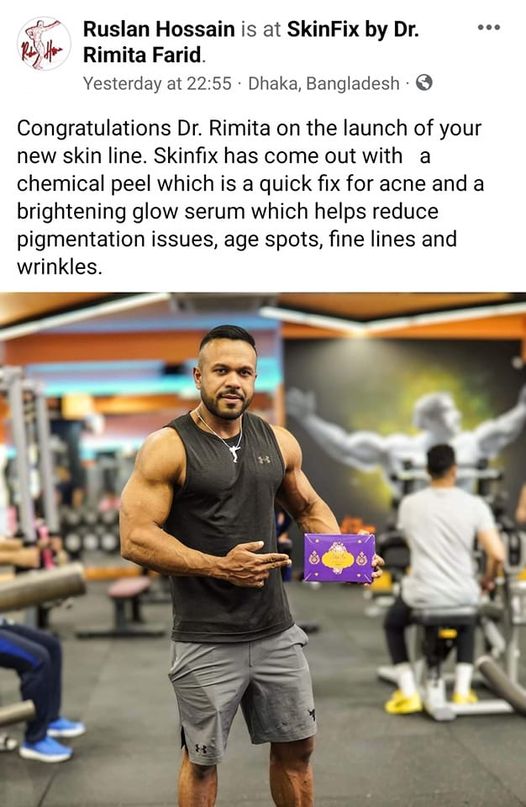 Ruslan Hossain is at SkinFix by Dr.
Rimita Farid.
Yesterday at 22:55 · Dhaka, Bangladesh ·
Congratulations Dr. Rimita on the launch of your
new skin line. Skinfix has come out with   a
chemical peel which is a quick fix for acne and a
brightening glow serum which helps reduce
pigmentation issues, age spots, fine lines and
wrinkles.